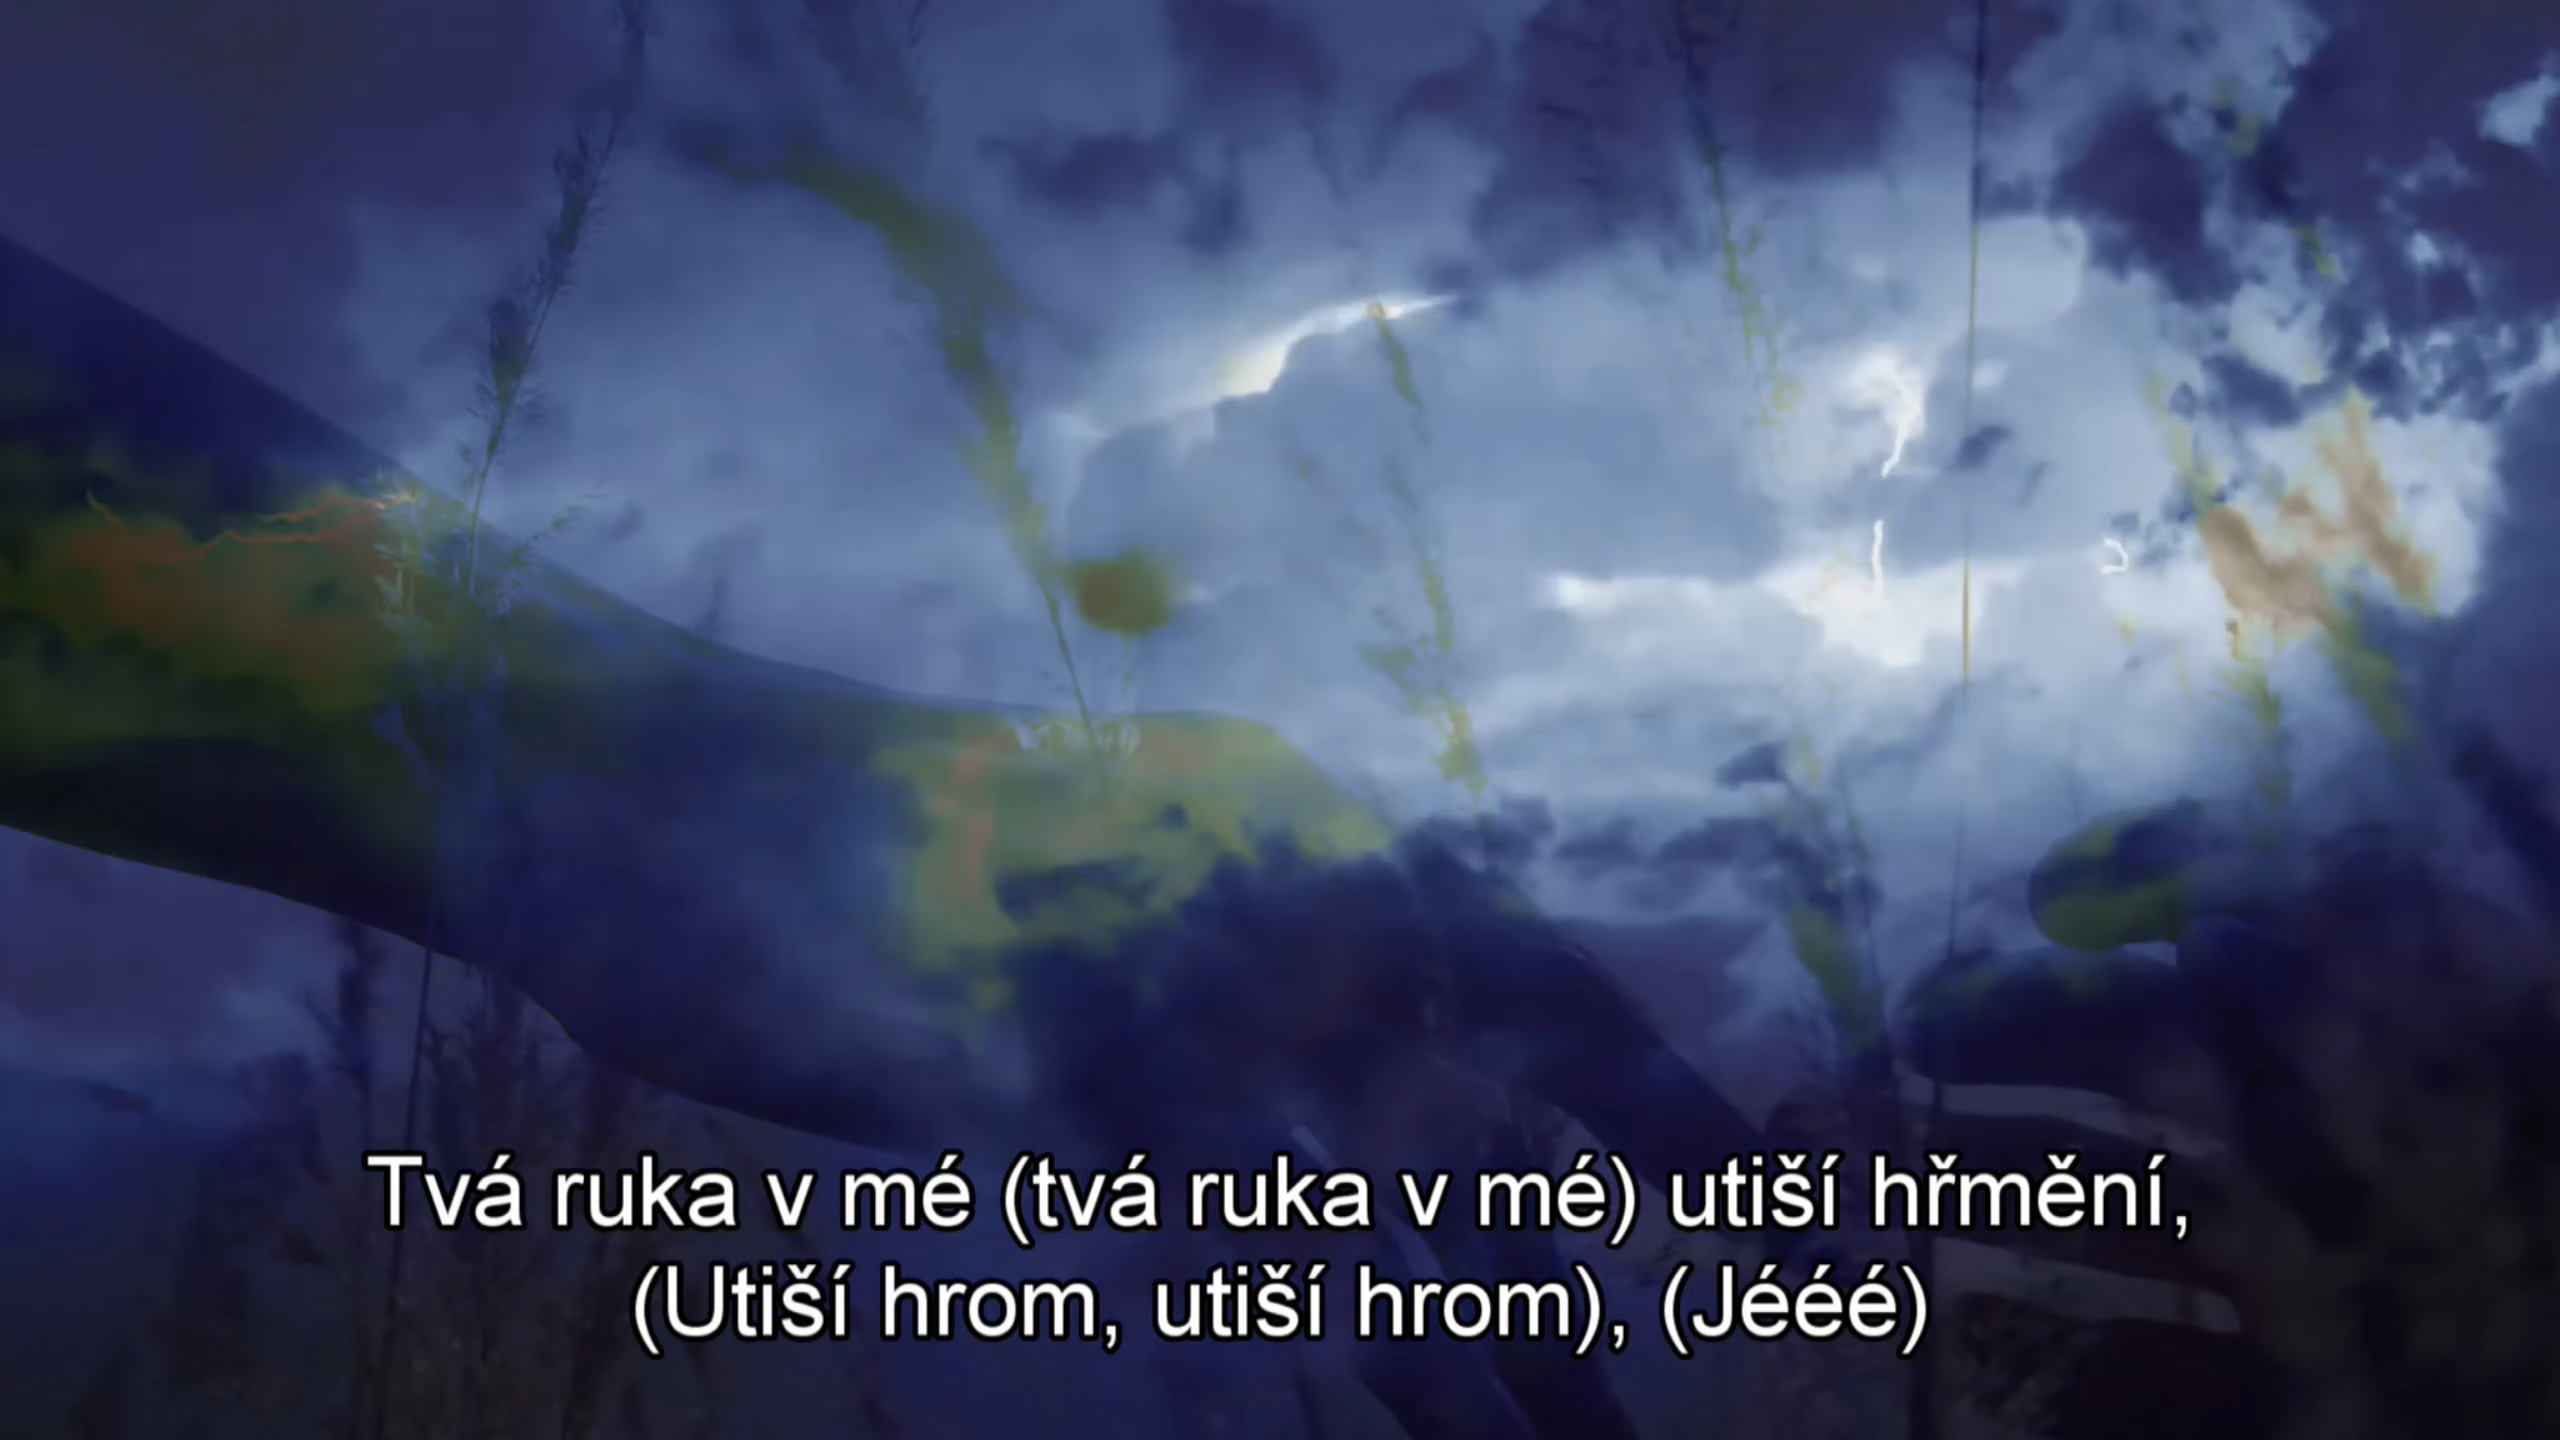 Tvá ruka v mé (tvá ruka v mé) utiší hřmění,
(Utiší hrom, utiší hrom), (Jééé)